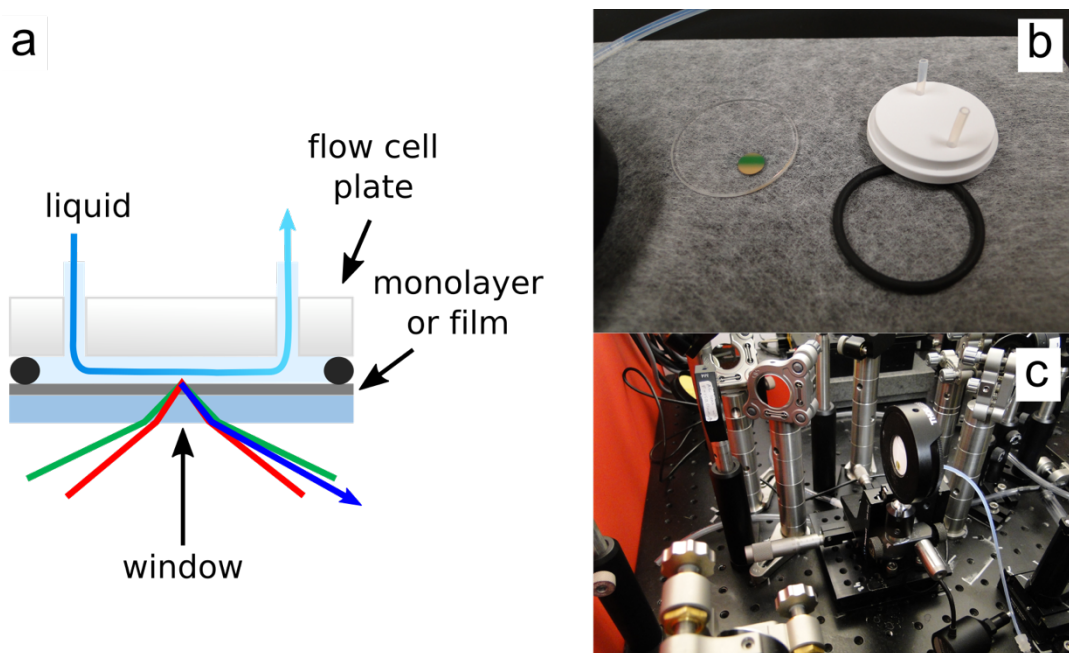 a
liquid
flow cell
plate
monolayer
or film
window
b
c